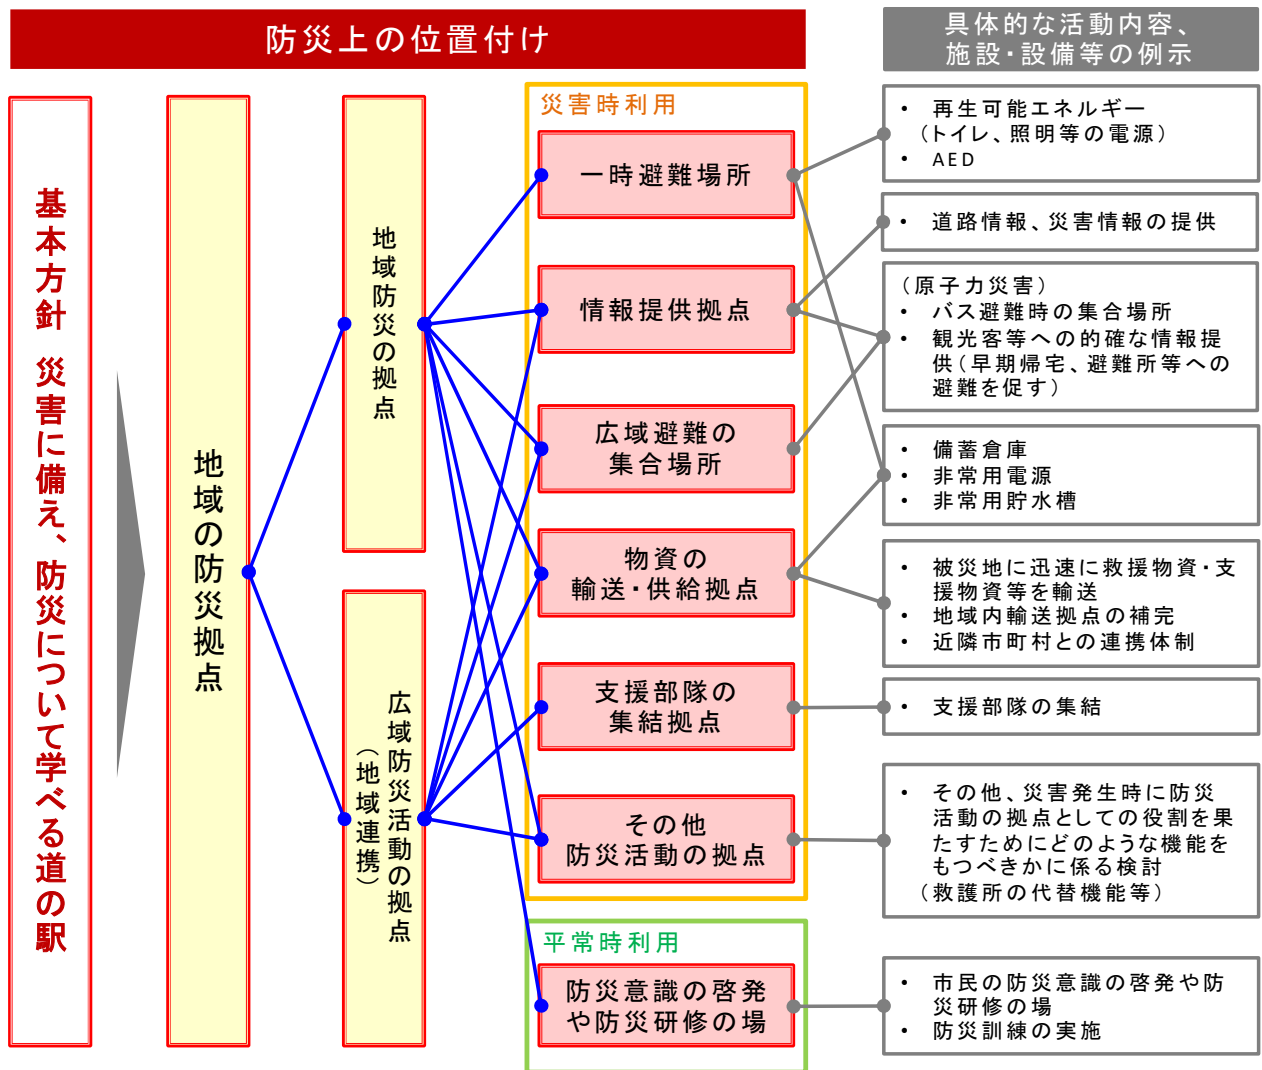 防災上の位置付け
具体的な活動内容、
施設・設備等の例示
基本方針 災害に備え、防災について学べる道の駅
地域の防災拠点
地域防災の拠点
広域防災活動の拠点
（地域連携）
災害時利用
一時避難場所
情報提供拠点
広域避難の
集合場所
物資の
輸送・供給拠点
支援部隊の
集結拠点
その他
防災活動の拠点
平常時利用
防災意識の啓発
や防災研修の場
• 再生可能エネルギー
（トイレ、照明等の電源）
• AED
• 道路情報、災害情報の提供
（原子力災害）
• バス避難時の集合場所
• 観光客等への的確な情報提
供（早期帰宅、避難所等への
避難を促す）
• 備蓄倉庫
• 非常用電源
• 非常用貯水槽
• 被災地に迅速に救援物資・支
援物資等を輸送
• 地域内輸送拠点の補完
• 近隣市町村との連携体制
• 支援部隊の集結
• その他、災害発生時に防災
活動の拠点としての役割を果
たすためにどのような機能を
もつべきかに係る検討
（救護所の代替機能等）
• 市民の防災意識の啓発や防
災研修の場
• 防災訓練の実施